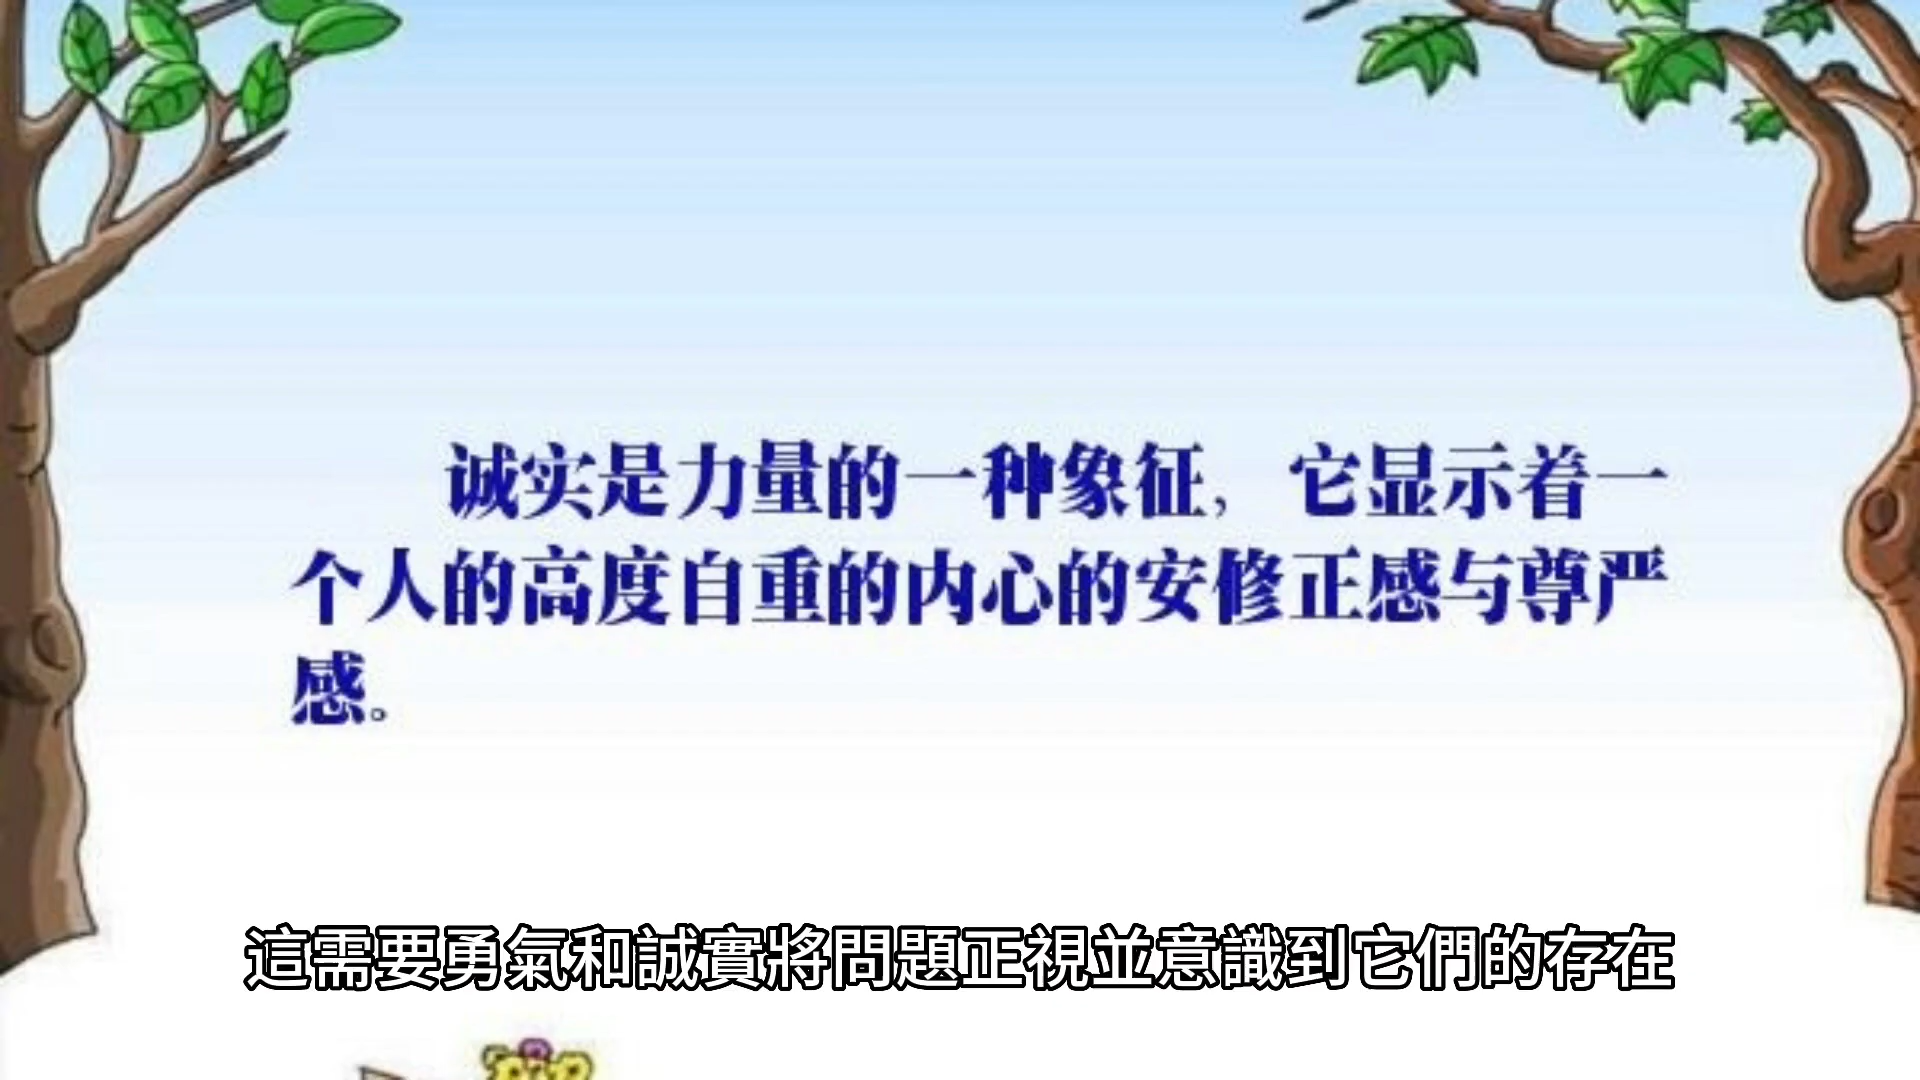 诚实是力量的一种象征，它显示着一
个人的高度自重的内心的安修正感与尊严
感。
這需要勇氣和誠實將問題正視並意識到它們的存在